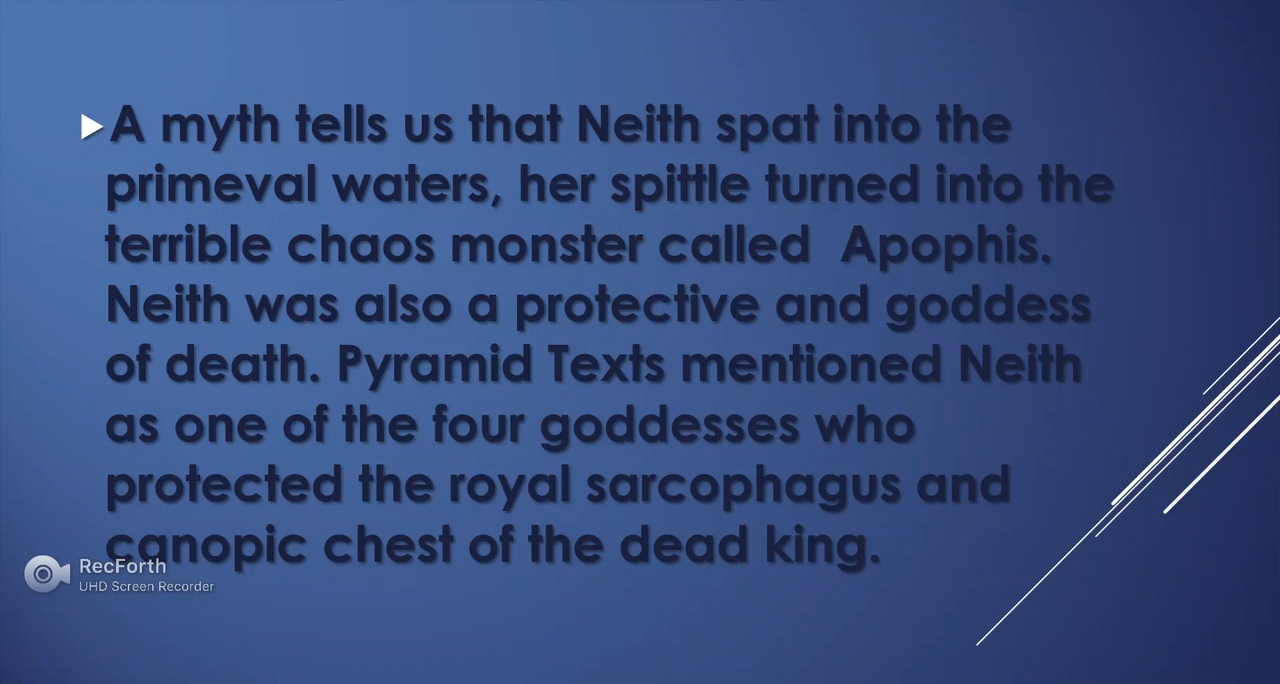 A myth tells us that Neith spat into the
primeval waters, her spittle turned into the
terrible chaos monster called  Apophis.
Neith was also a protective and goddess
of death. Pyramid Texts mentioned Neith
as one of the four goddesses who
protected the royal sarcophagus and
canopic chest of the dead king.
RecForth
UHD Screen Recorder